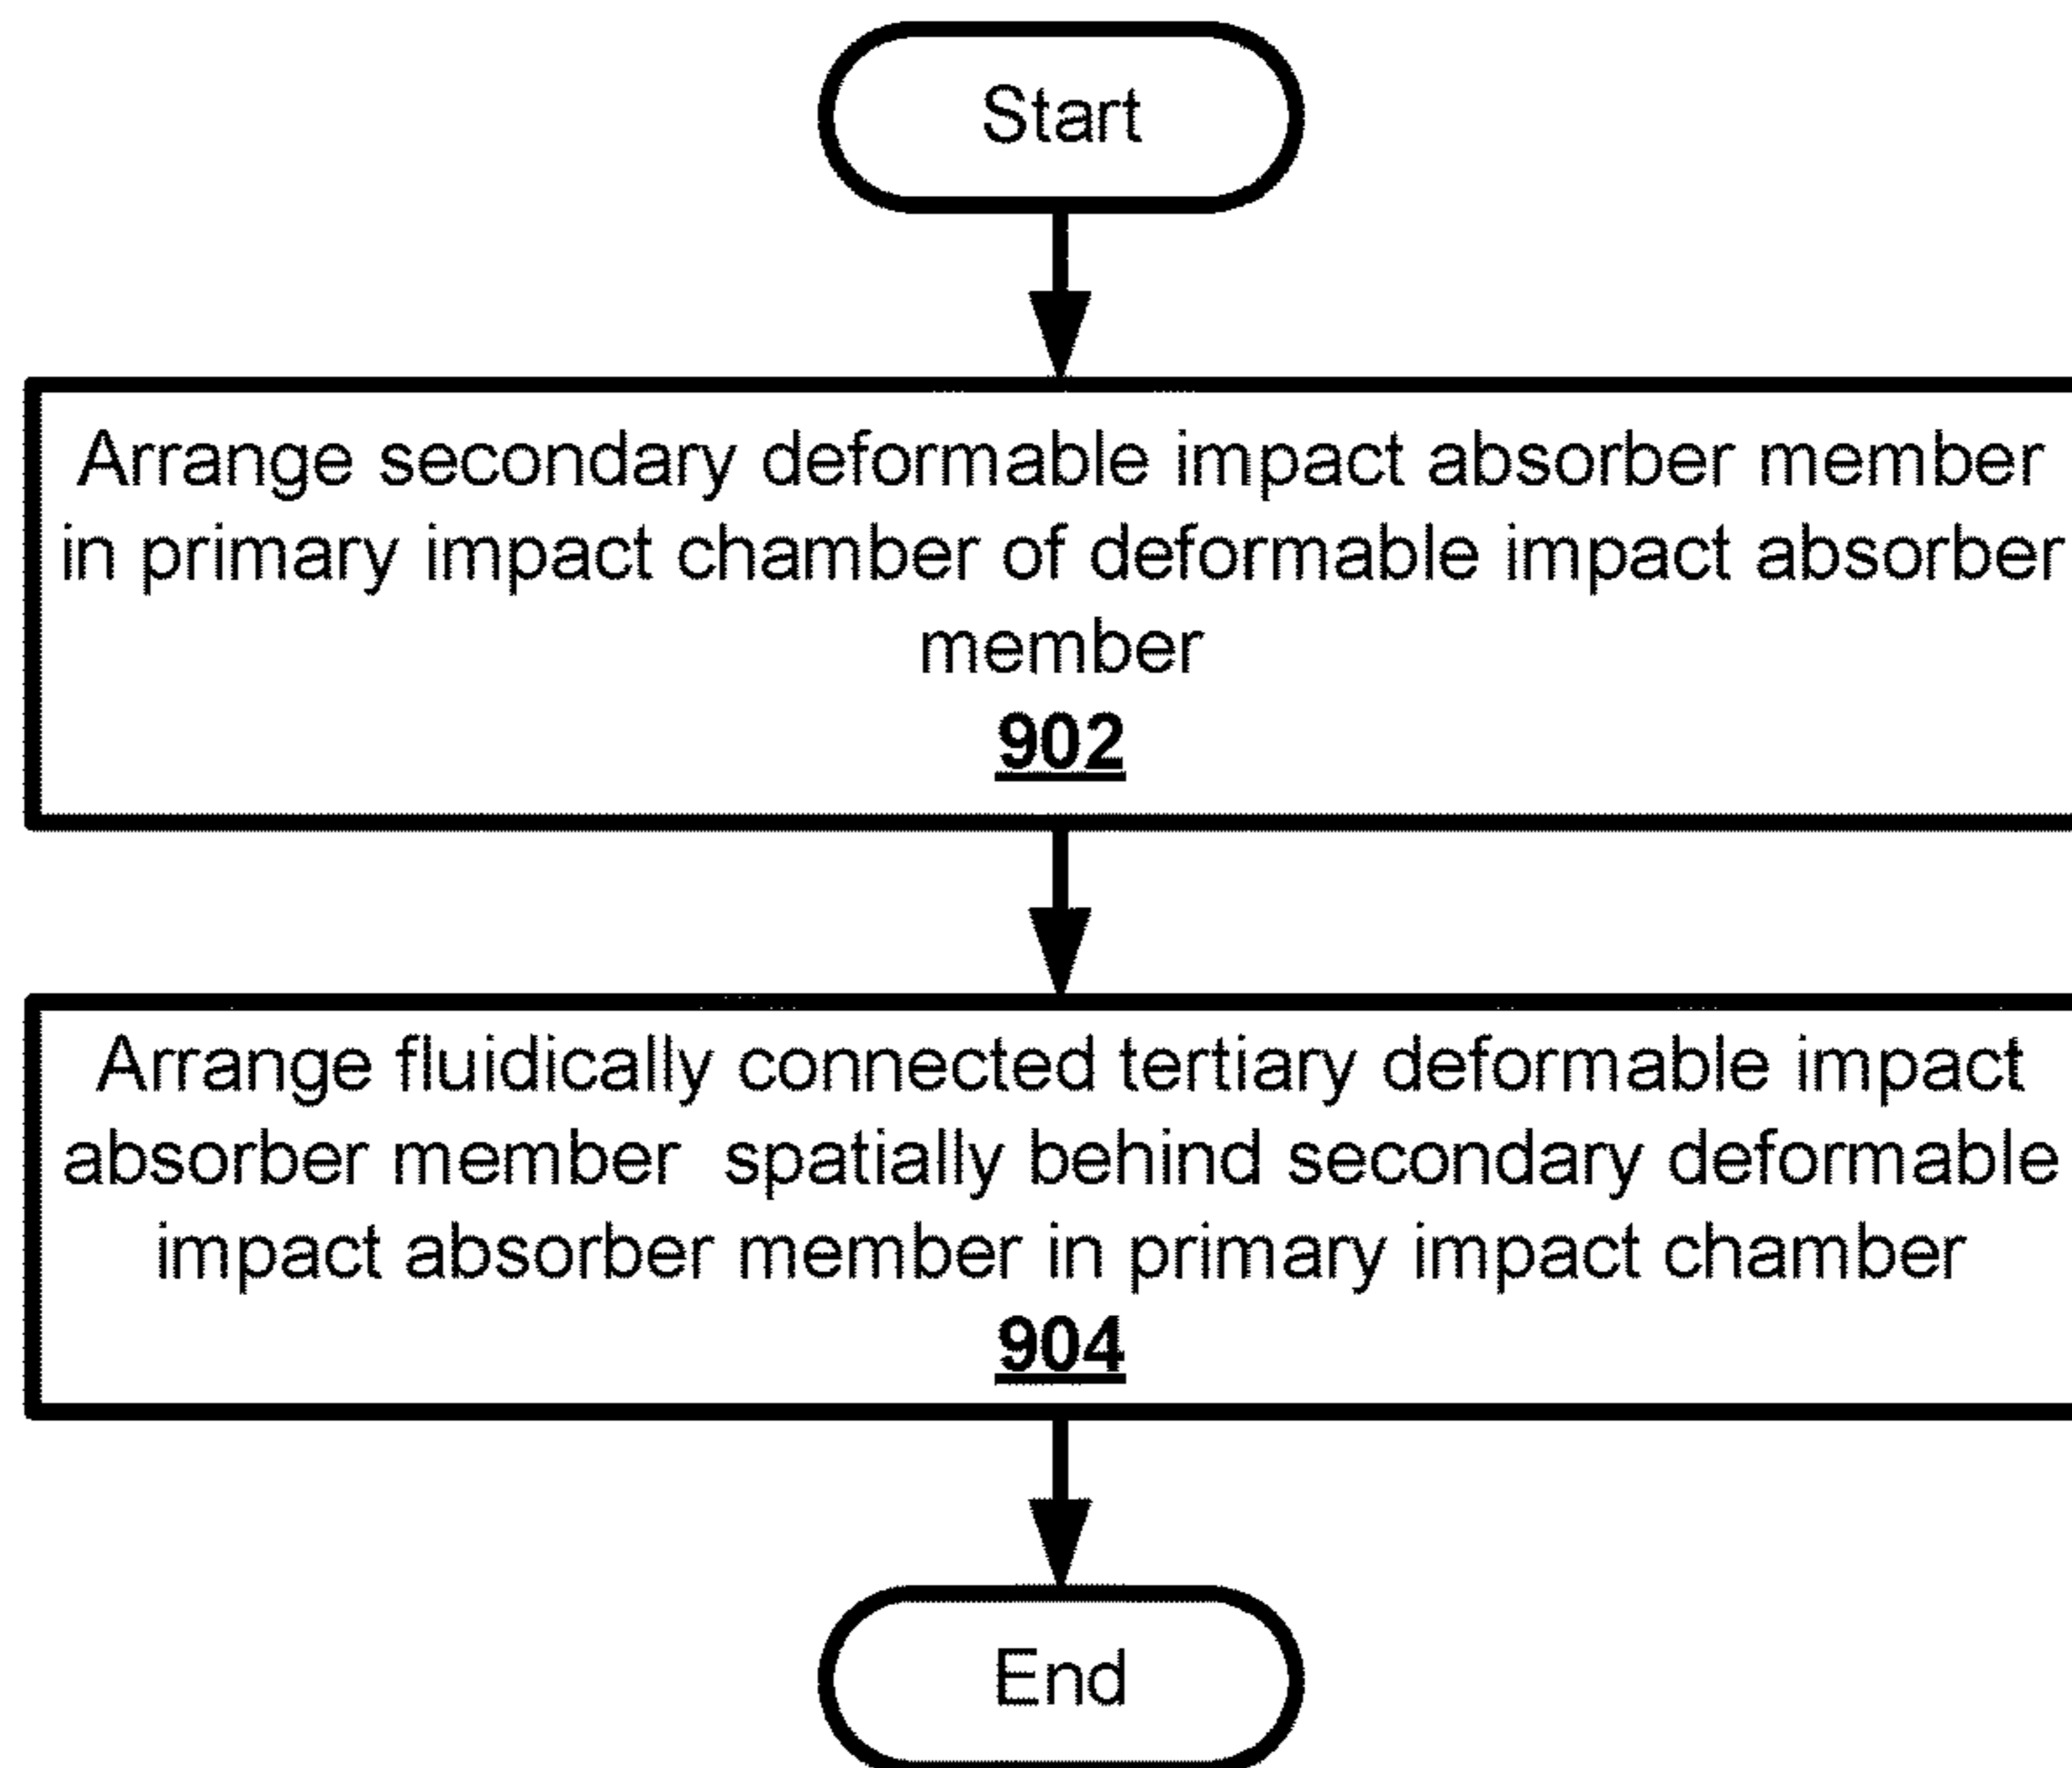 Start
Arrange secondary deformable impact absorber member
in primary impact chamber of deformable impact absorber
member
902
Arrange fluidically connected tertiary deformable impact
absorber member  spatially behind secondary deformable
impact absorber member in primary impact chamber
904
End